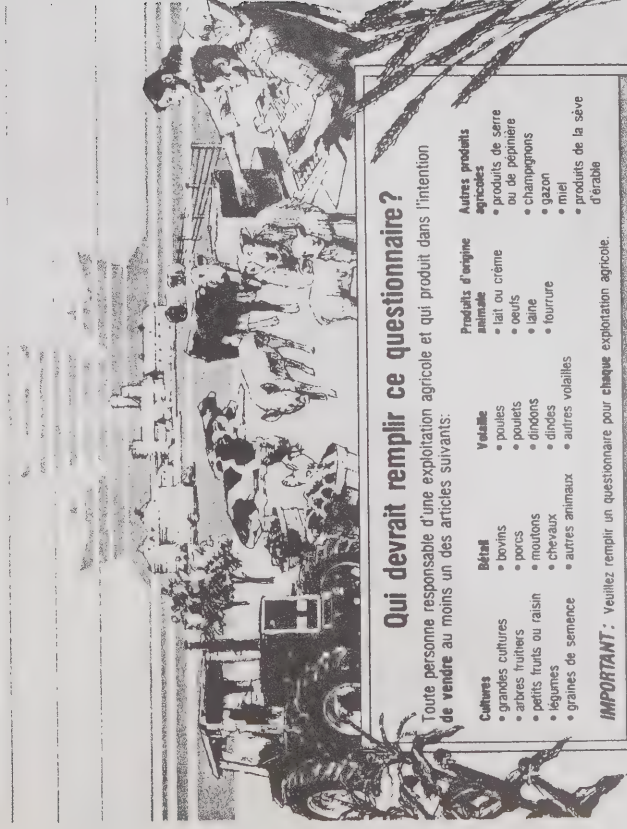 Qui devrait remplir ce questionnaire?
Toute personne responsable d'une exploitation agricole et qui produit dans l'intention
de vendre au moins un des articles suivants:
Cultures
• grandes cultures
• arbres fruitiers
• petits fruits ou raisin
• légumes
• graines de semence
Bétail
• bovins
• porcs
• moutons
• chevaux
• autres animaux
Volaille
• poules
• poulets
• dindons
• dindes
• autres volailles
Produits d'origine
animale
• lait ou crème
• oeufs
• laine
• fourrure
Autres produits
agricoles
• produits de serre
ou de pépinière
• champignons
• gazon
• miel
• produits de la sève
d'érable
IMPORTANT: Veuillez remplir un questionnaire pour chaque exploitation agricole.